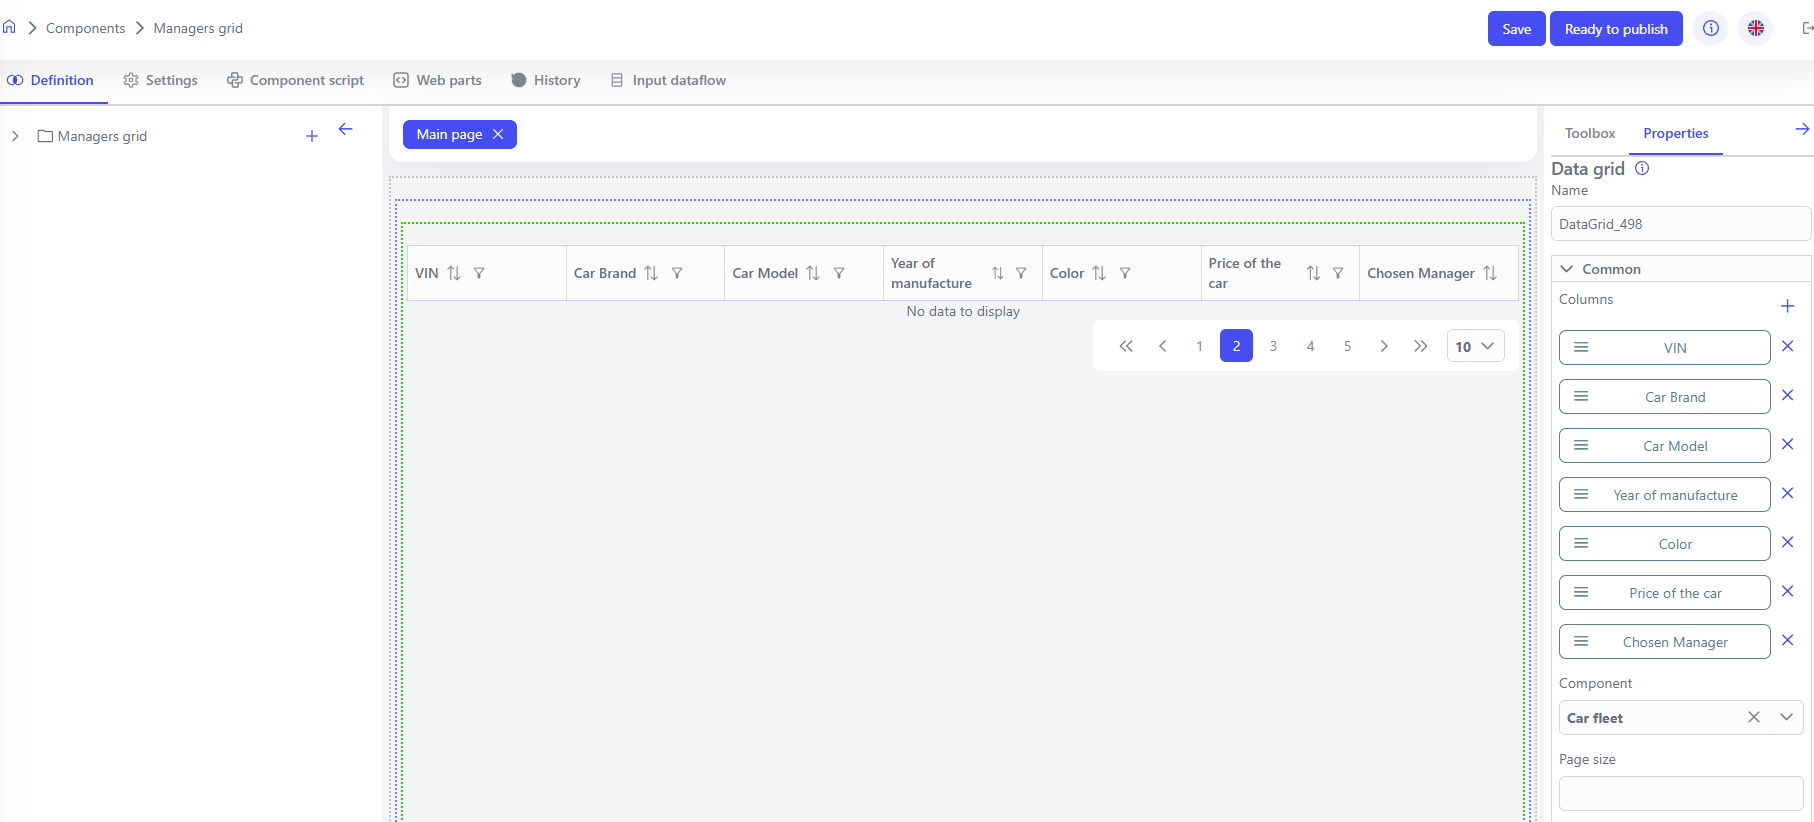 Components
Managers grid
Save
Ready to publish
Definition
Settings
Component script
Web parts
History
Input dataflow
Managers grid
Main page
VIN
Car Brand
Car Model
Year of
manufacture
Color
Price of the
car
Chosen Manager
No data to display
1 2 3 4 5
10
Toolbox
Properties
Data grid
Name
DataGrid_498
Common
Columns
VIN
Car Brand
Car Model
Year of manufacture
Color
Price of the car
Chosen Manager
Component
Car fleet
Page size